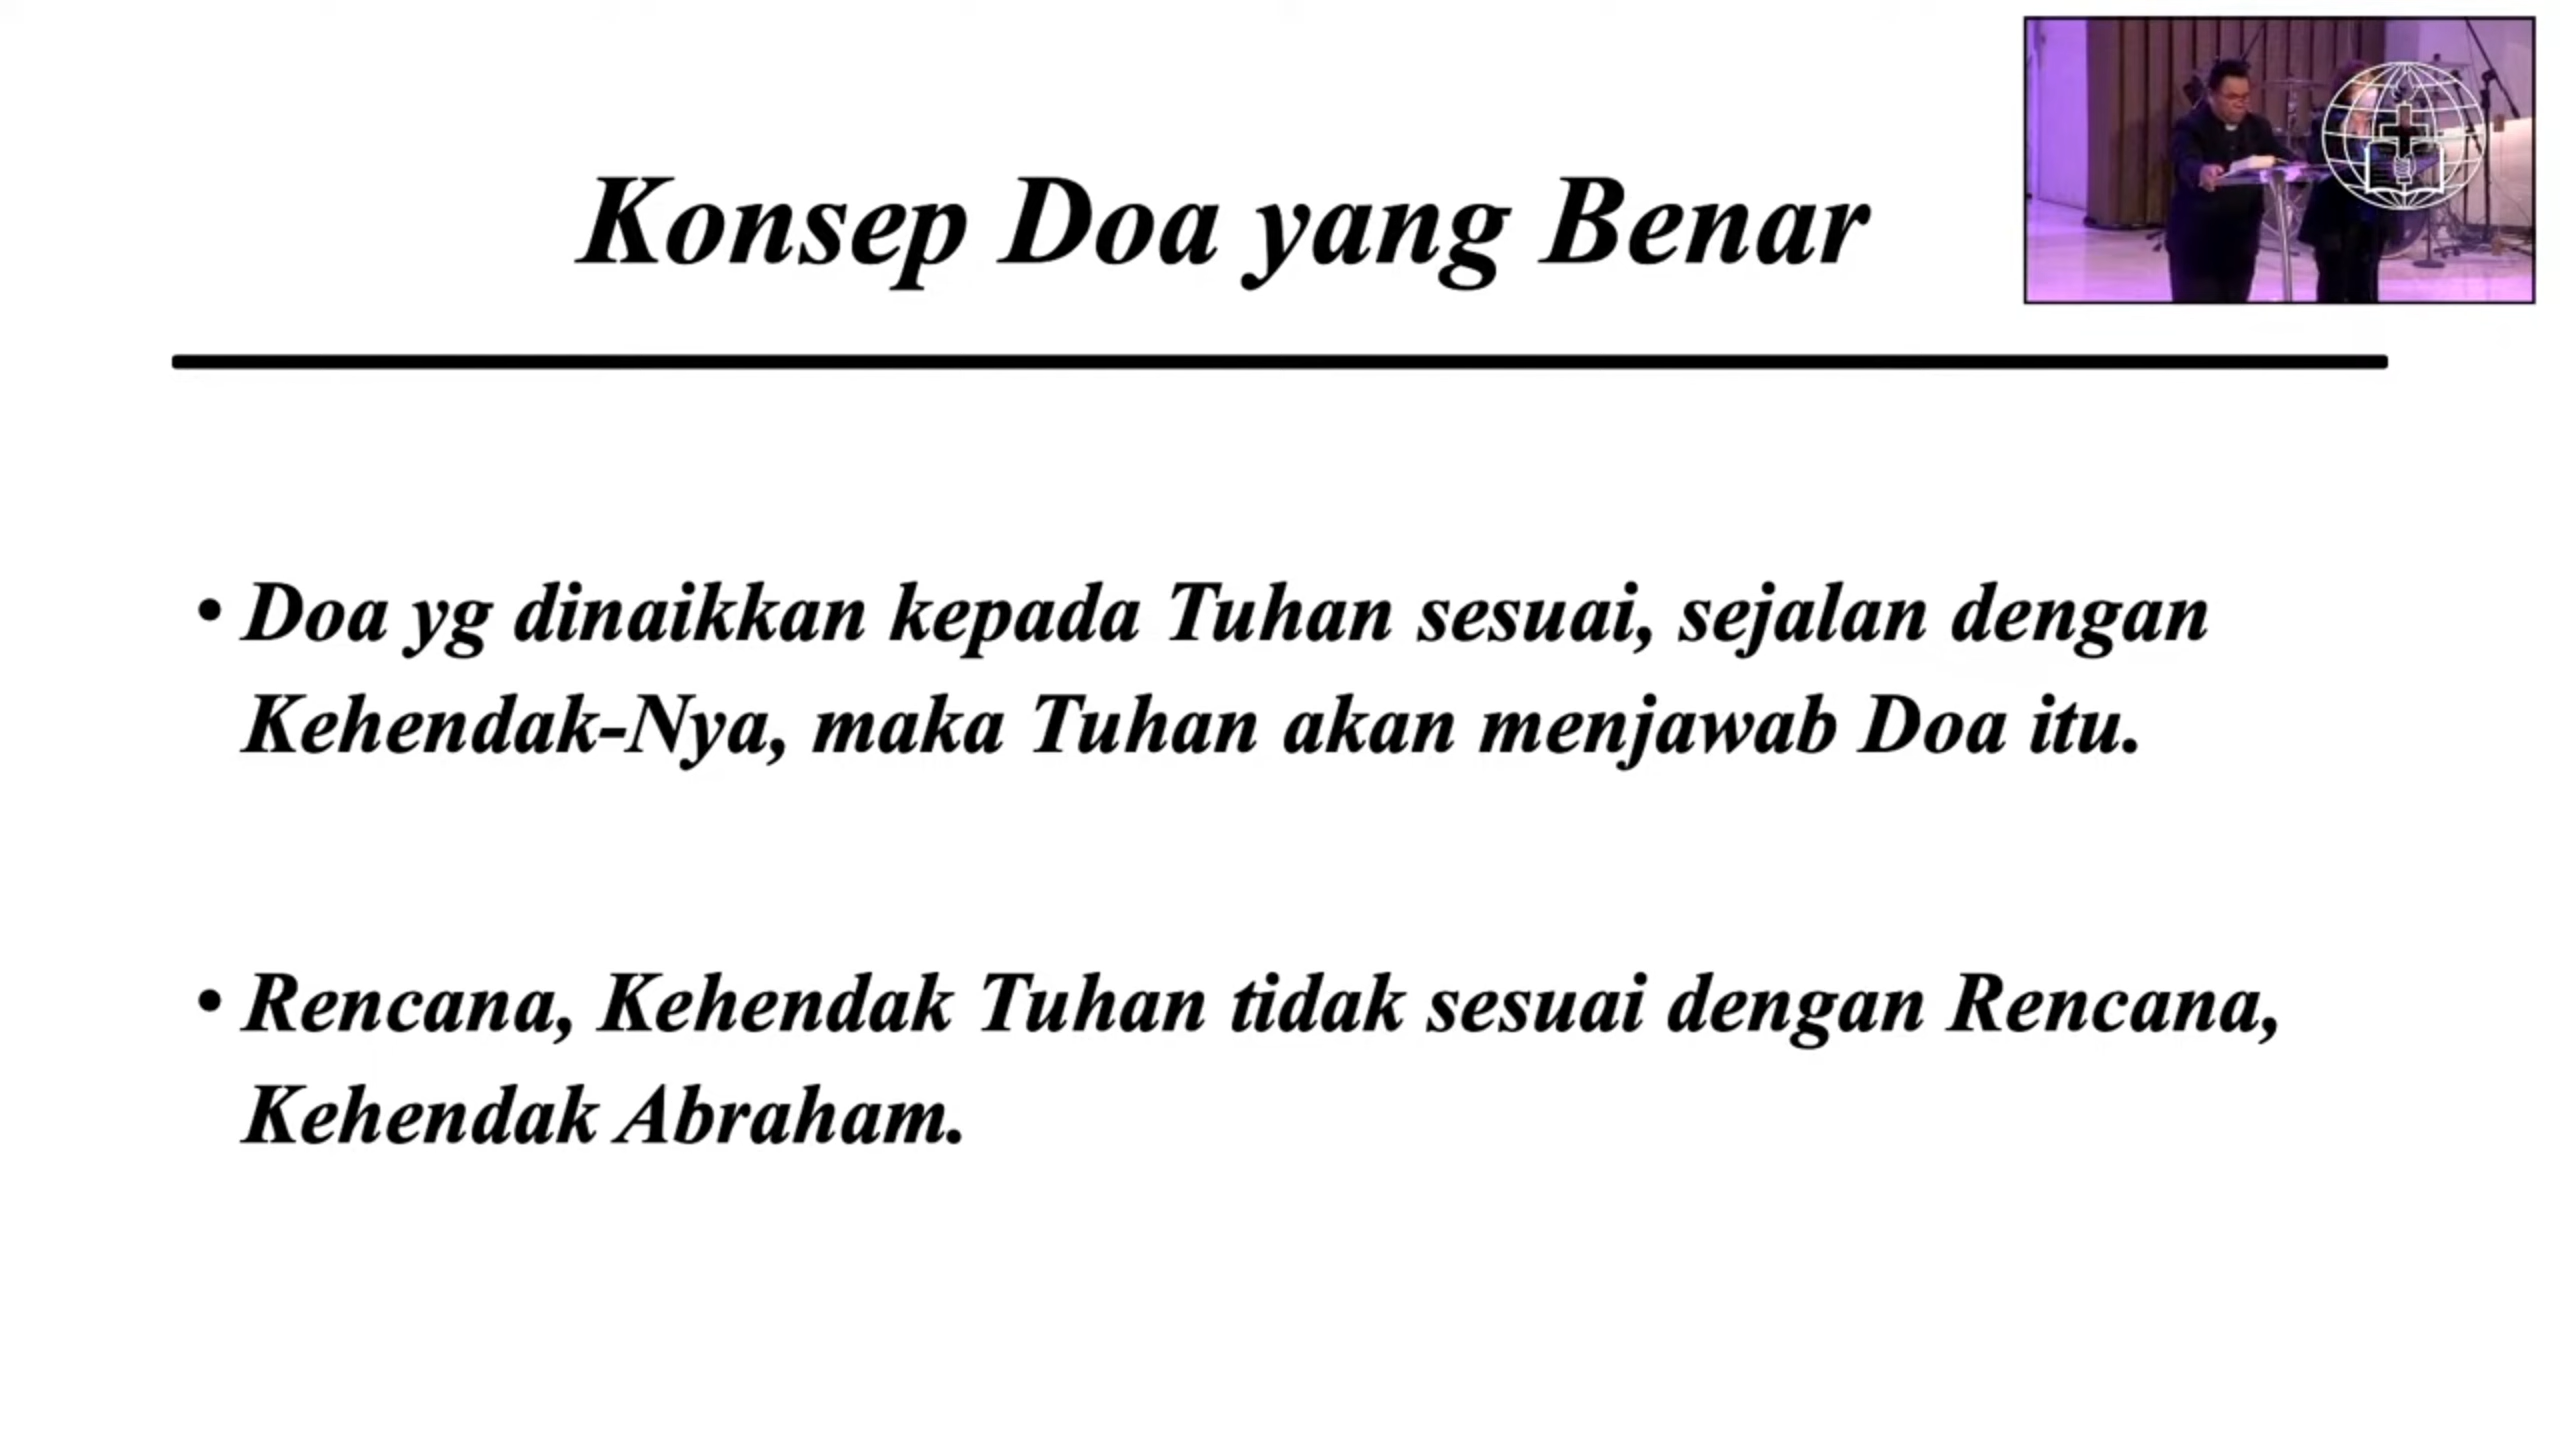 Konsep Doa yang Benar
• Doa yg dinaikkan kepada Tuhan sesuai, sejalan dengan
Kehendak-Nya, maka Tuhan akan menjawab Doa itu.
• Rencana, Kehendak Tuhan tidak sesuai dengan Rencana,
Kehendak Abraham.